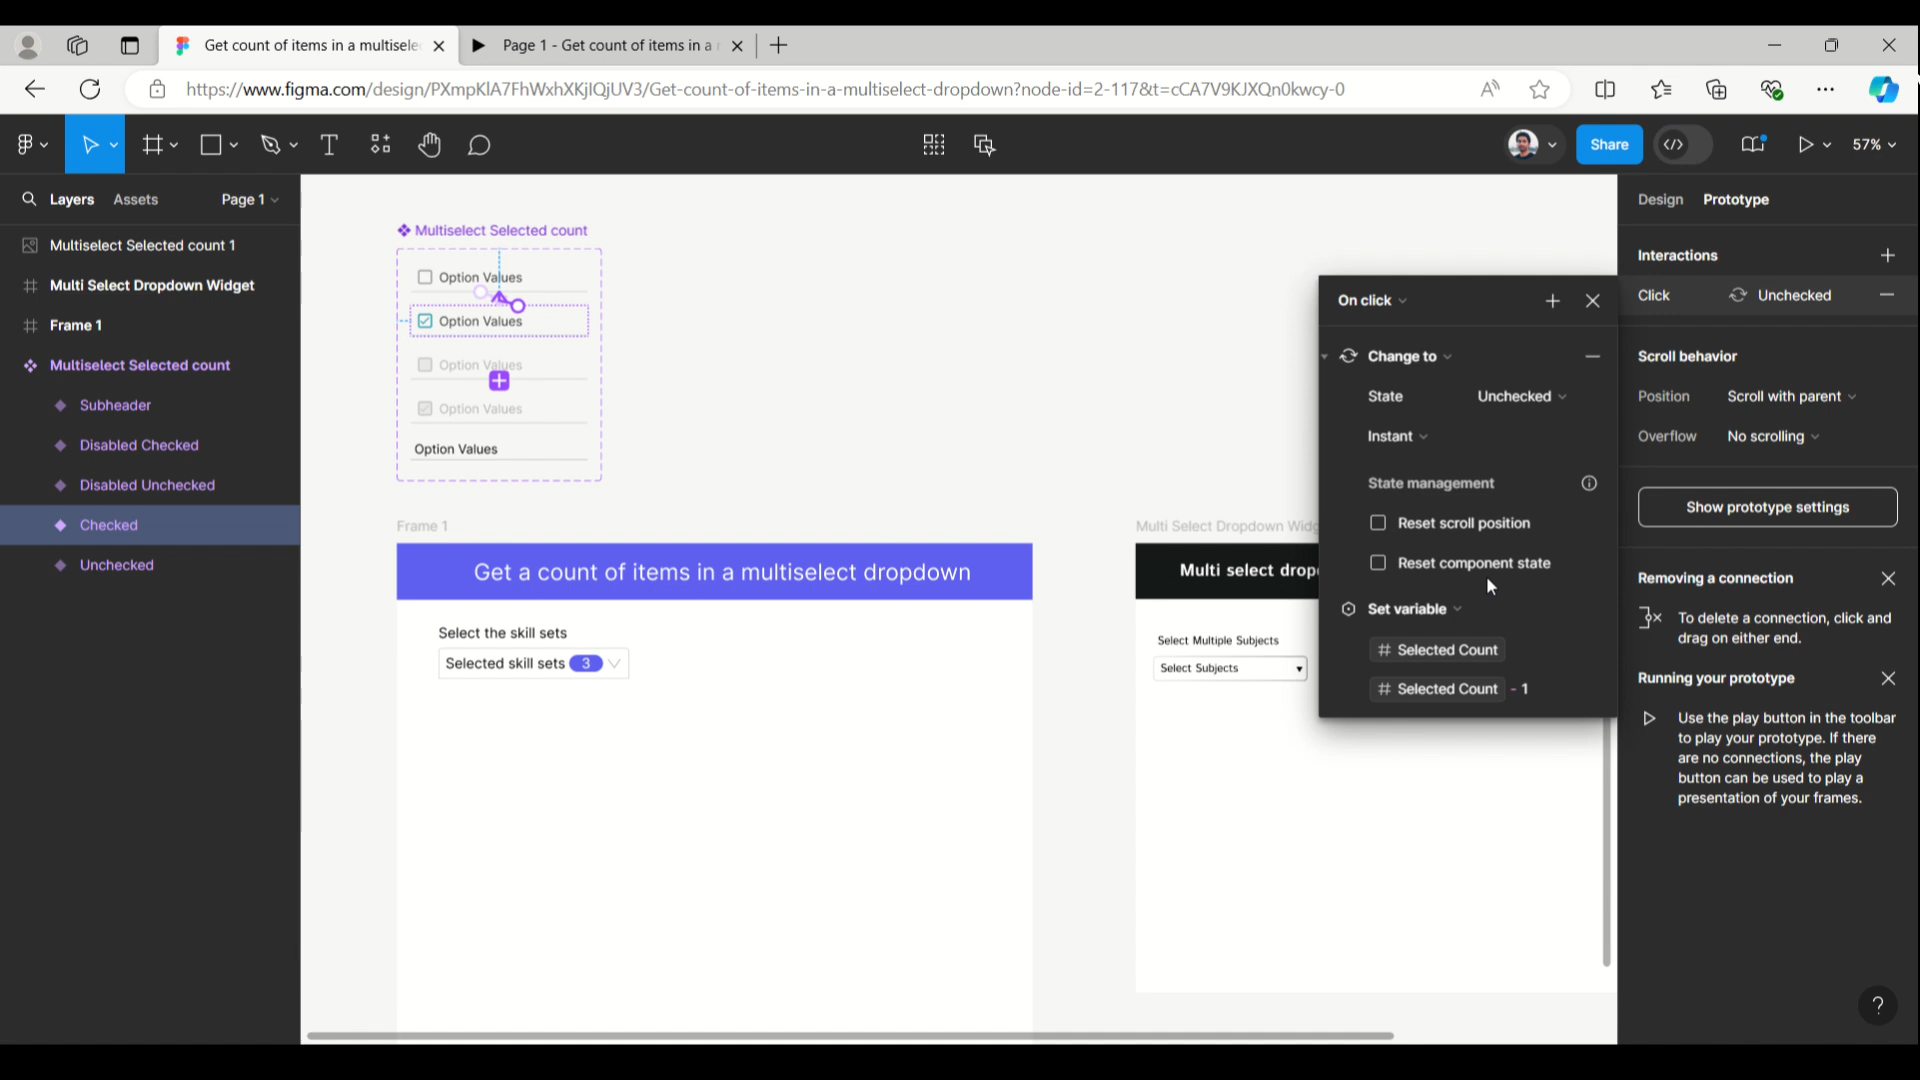 Get count of items in a multisele
Page 1 - Get count of items in a
https://www.figma.com/design/PXmpKlA7FhWxhXKjlQjUV3/Get-count-of-items-in-a-multiselect-dropdown?node-id=2-117&t=cCA7V9KJXQn0kwcy-0
Share
57%
Layers
Assets
Page 1
Multiselect Selected count 1
Multi Select Dropdown Widget
Frame 1
Multiselect Selected count
Subheader
Disabled Checked
Disabled Unchecked
Checked
Unchecked
Multiselect Selected count
Option Values
Option Values
Option Values
Option Values
Option Values
Frame 1
Get a count of items in a multiselect dropdown
Select the skill sets
Selected skill sets 3
Multi Select Dropdown Widg
Multi select drop
Select Multiple Subjects
Select Subjects
On click
Change to
State Unchecked
Instant
State management
Reset scroll position
Reset component state
Set variable
# Selected Count
# Selected Count - 1
Design
Prototype
Interactions
Click Unchecked
Scroll behavior
Position Scroll with parent
Overflow No scrolling
Show prototype settings
Removing a connection
To delete a connection, click and
drag on either end.
Running your prototype
Use the play button in the toolbar
to play your prototype. If there
are no connections, the play
button can be used to play a
presentation of your frames.
?